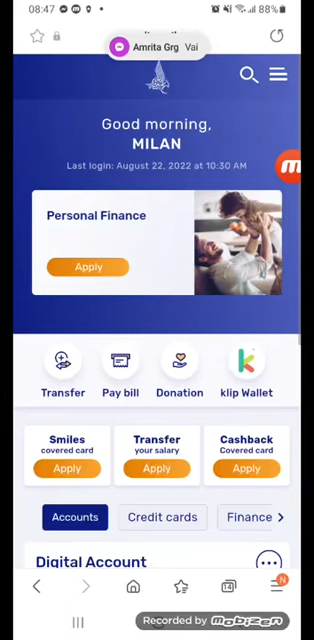 08:47
88%
Amrita Grg Vai
Good morning,
MILAN
Last login: August 22, 2022 at 10:30 AM
Personal Finance
Apply
Transfer
Pay bill
Donation
klip Wallet
Smiles
covered card
Apply
Transfer
your salary
Apply
Cashback
Covered card
Apply
Accounts
Credit cards
Finance
Digital Account
14
N
Recorded by mobizen